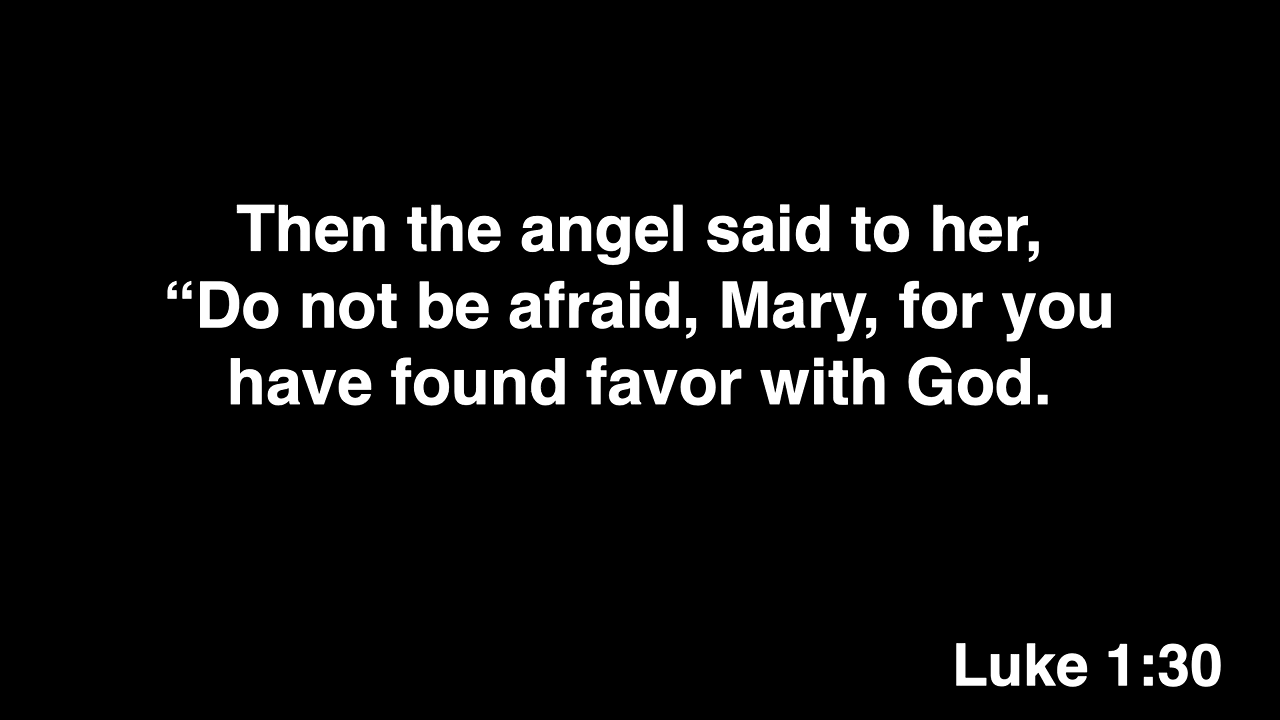 Then the angel said to her,
“Do not be afraid, Mary, for you
have found favor with God.
Luke 1:30